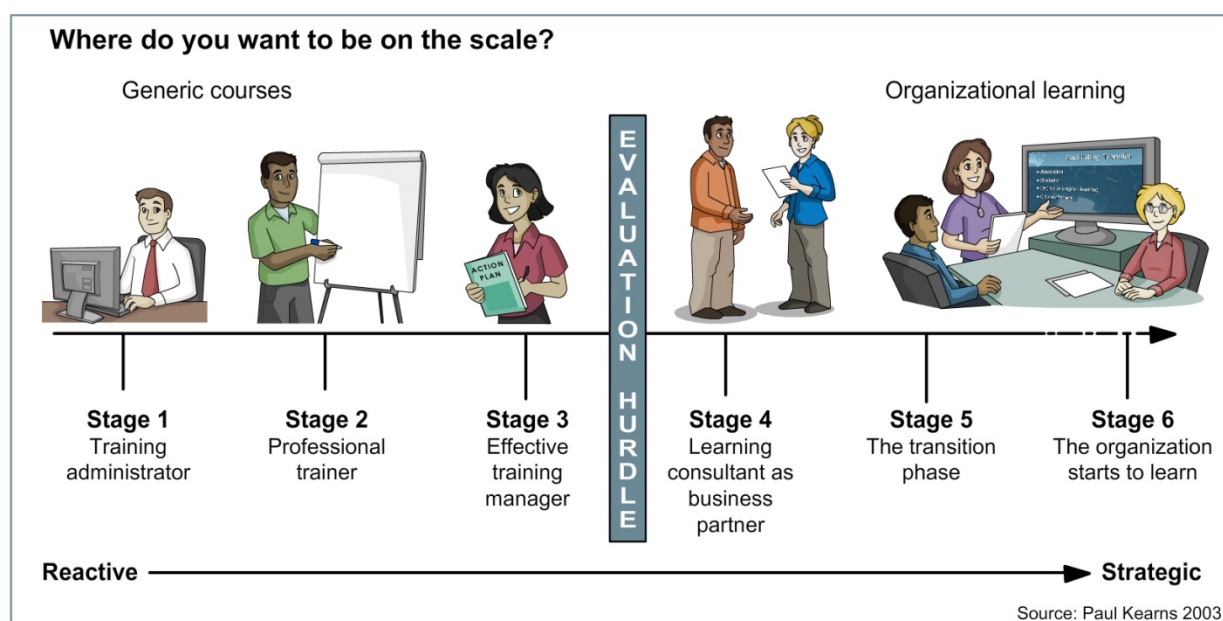 Where do you want to be on the scale?
Generic courses
Organizational learning
EVALUATION HURDLE
ACTION
PLAN
Facilitating Transfer
Stage 1
Training
administrator
Stage 2
Professional
trainer
Stage 3
Effective
training
manager
Stage 4
Learning
consultant as
business
partner
Stage 5
The transition
phase
Stage 6
The organization
starts to learn
Reactive
Strategic
Source: Paul Kearns 2003